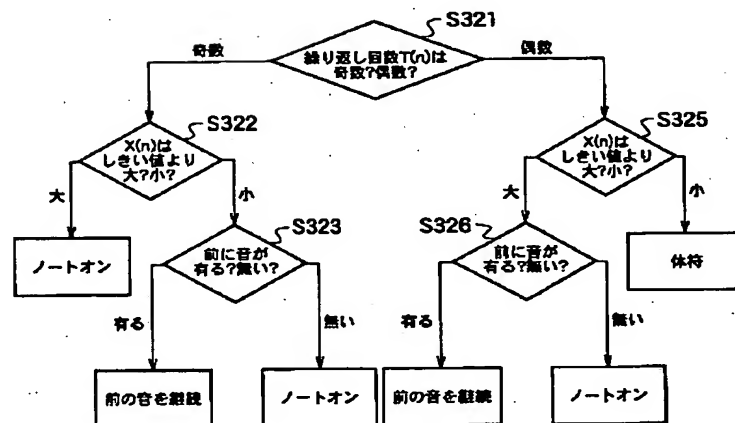 S321
繰り返し回数T(n)は
奇数?偶数?
奇数
偶数
S322
X(n)は
しきい値より
大?小?
S325
X(n)は
しきい値より
大?小?
大
小
大
小
ノートオン
S323
前に音が
有る?無い?
S326
前に音が
有る?無い?
休符
有る
無い
有る
無い
前の音を継続
ノートオン
前の音を継続
ノートオン